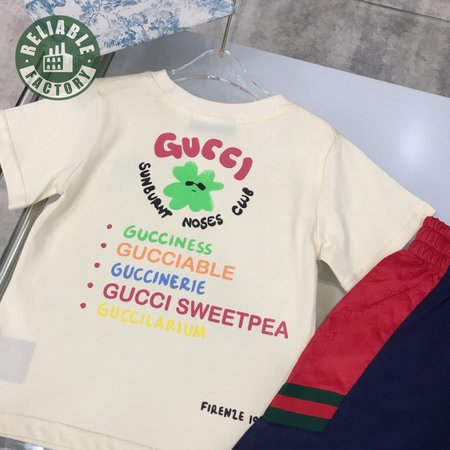 RELIABLE
FACTORY
GUCCI
SUNBURNT NOSES CLUB
GUCCINESS
GUCCIABLE
GUCCINERIE
GUCCI SWEETPEA
GUCCILARIUM
FIRENZE